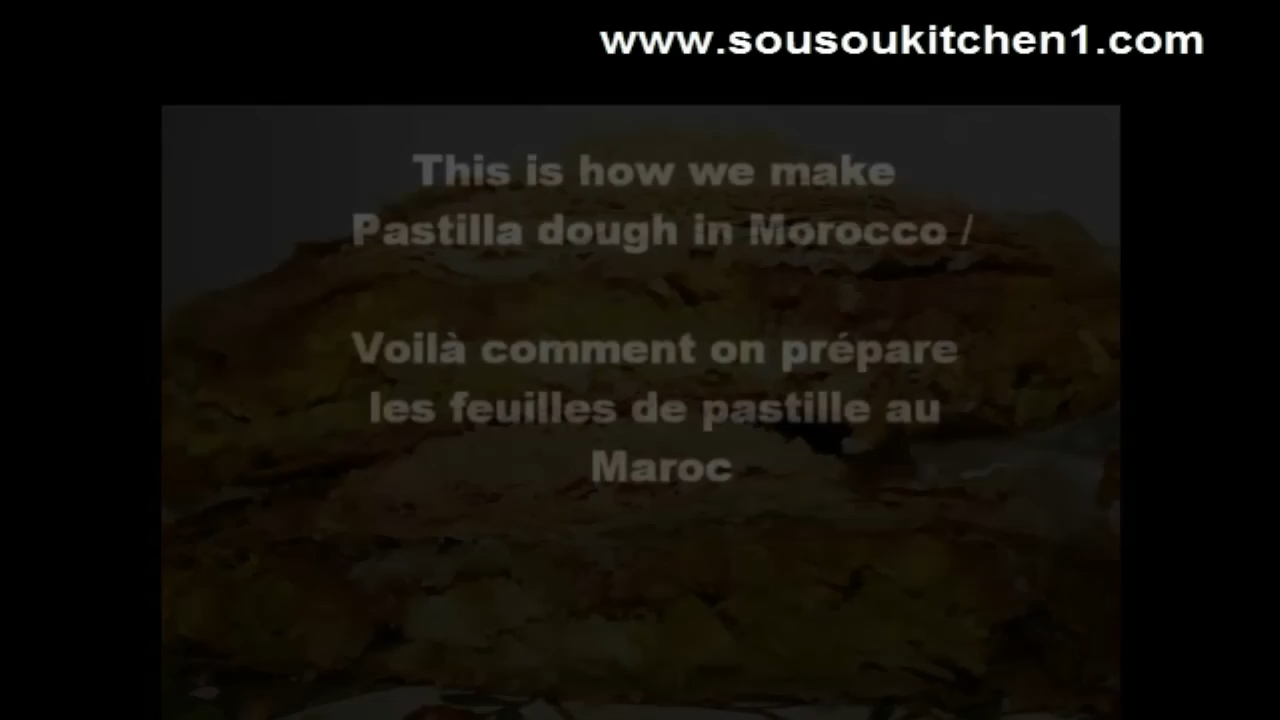 www.sousoukitchen1.com
This is how we make
Pastilla dough in Morocco /
Voilà comment on prépare
les feuilles de pastille au
Maroc